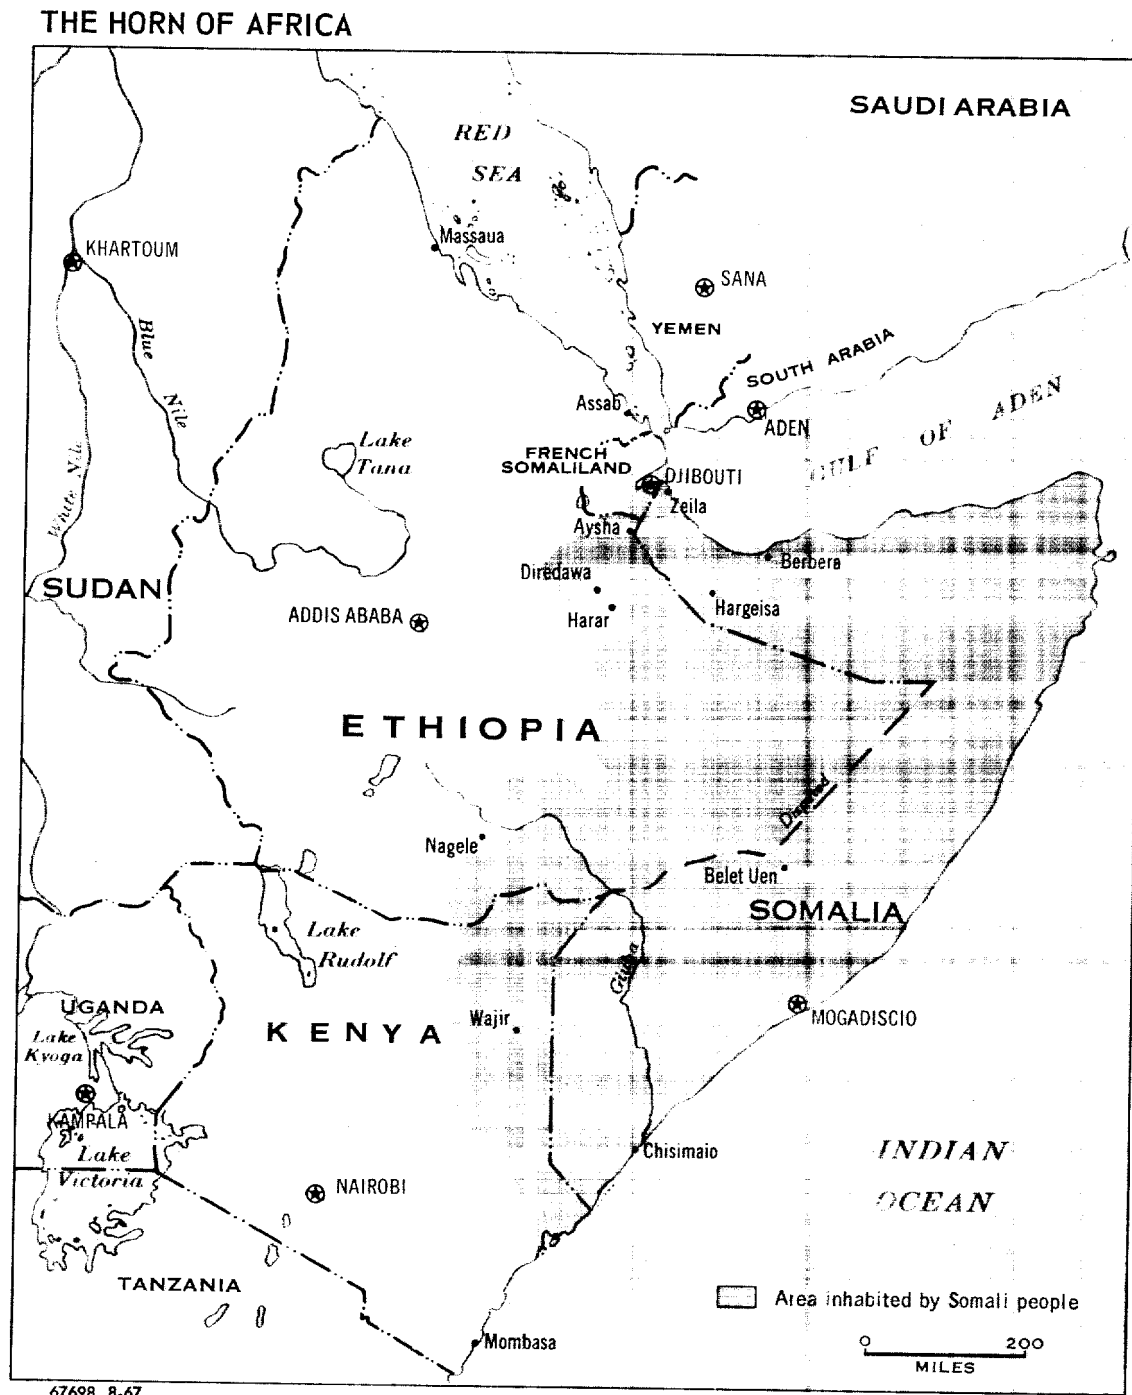 THE HORN OF AFRICA
SAUDI ARABIA
RED
SEA
KHARTOUM
Massaua
SANA
Blue
Nile
YEMEN
SOUTH ARABIA
GULF OF ADEN
Assab
ADEN
Lake
Tana
FRENCH
SOMALILAND
DJIBOUTI
Zeila
White Nile
Aysha
Berbera
Diredawa
SUDAN
Harar
Hargeisa
ADDIS ABABA
ETHIOPIA
Disputed
Nagele
Belet Uen
SOMALIA
Lake
Rudolf
Giuba
UGANDA
KENYA
Wajir
MOGADISCIO
Lake
Kyoga
KAMPALA
Lake
Victoria
Chisimaio
INDIAN
OCEAN
NAIROBI
TANZANIA
Area inhabited by Somali people
Mombasa
0 200
MILES
67698 8-67